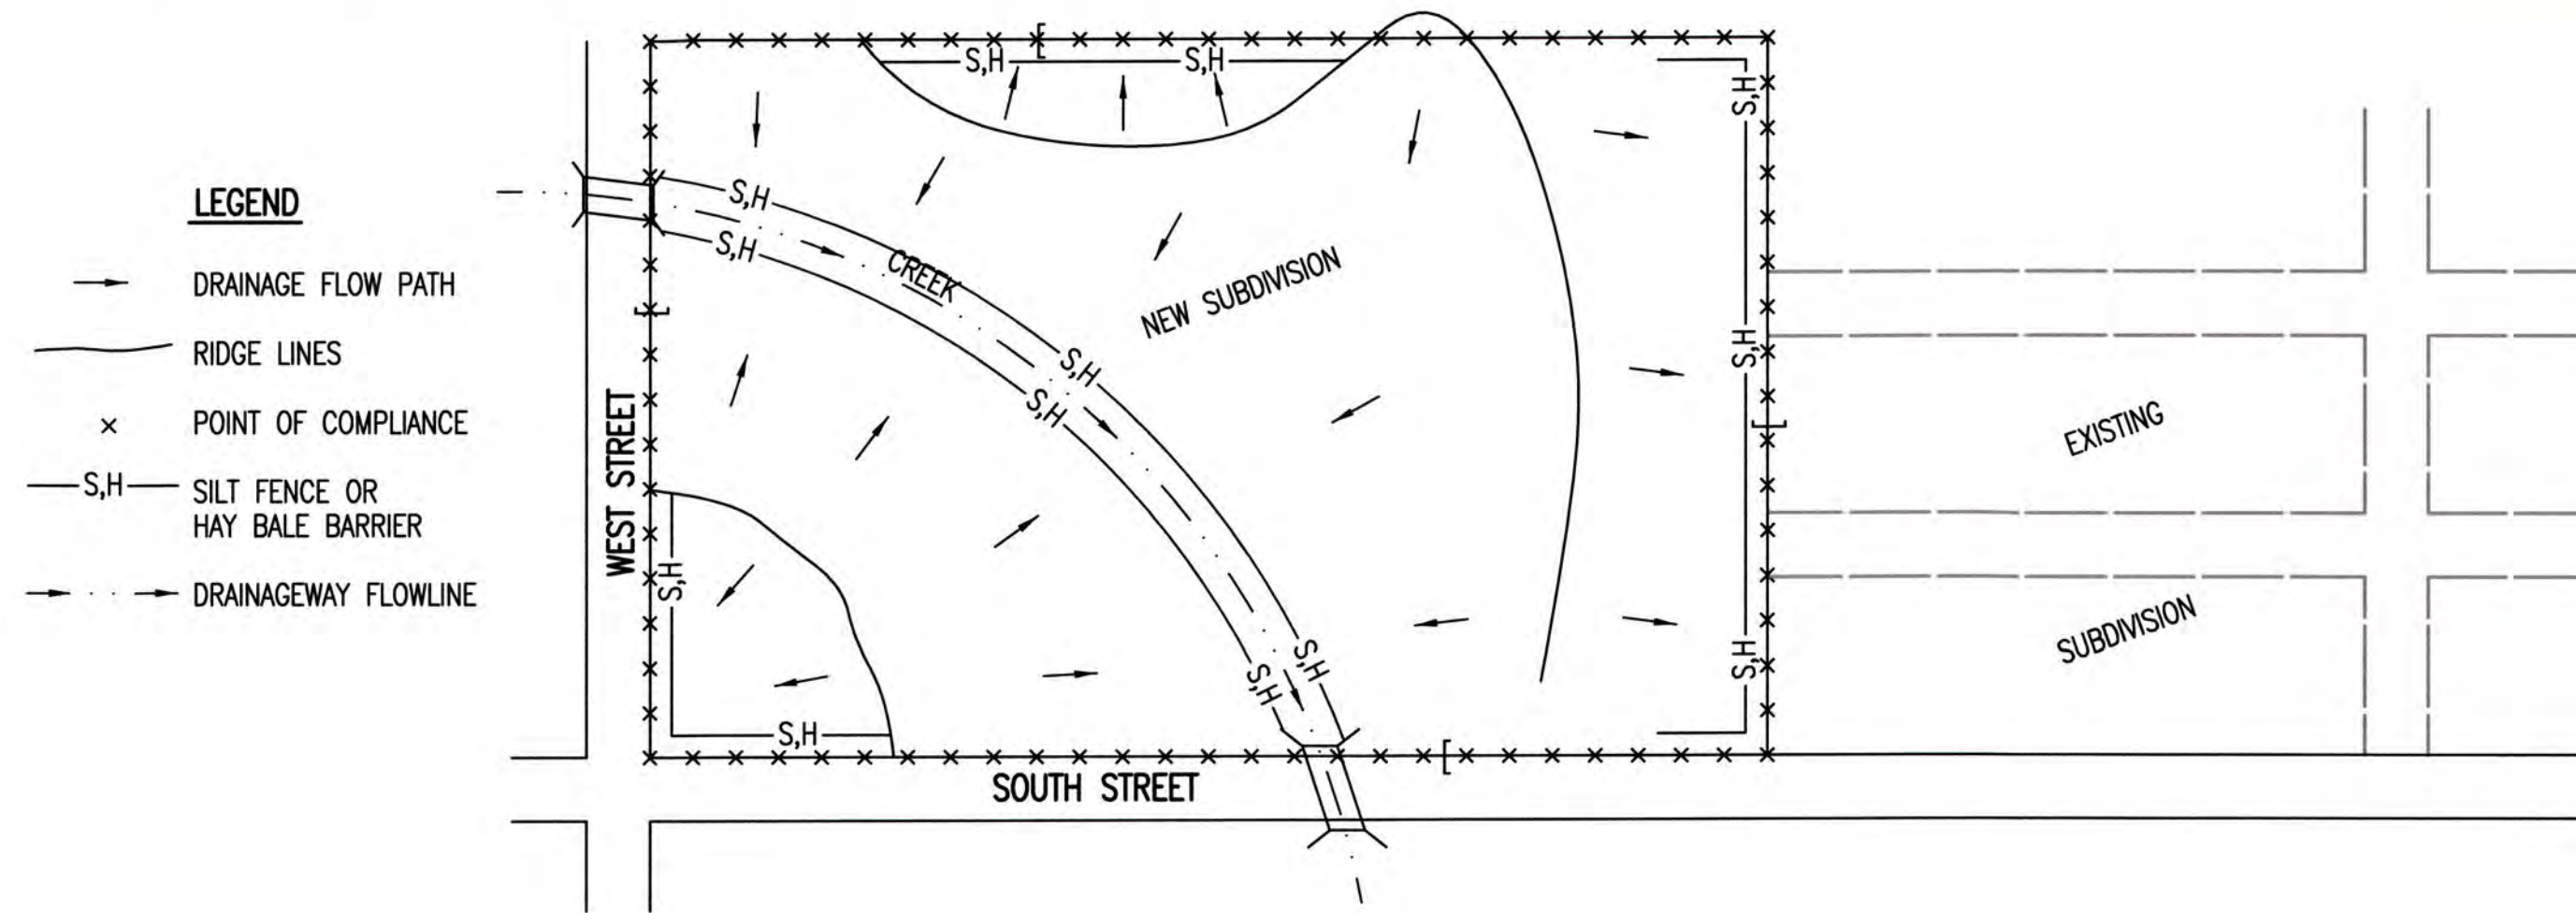 LEGEND
DRAINAGE FLOW PATH
RIDGE LINES
POINT OF COMPLIANCE
S,H
SILT FENCE OR
HAY BALE BARRIER
DRAINAGEWAY FLOWLINE
S,H
S,H
S,H
S,H
S,H
CREEK
NEW SUBDIVISION
S,H
S,H
S,H
WEST STREET
EXISTING
S,H
SUBDIVISION
S,H
S,H
S,H
S,H
SOUTH STREET